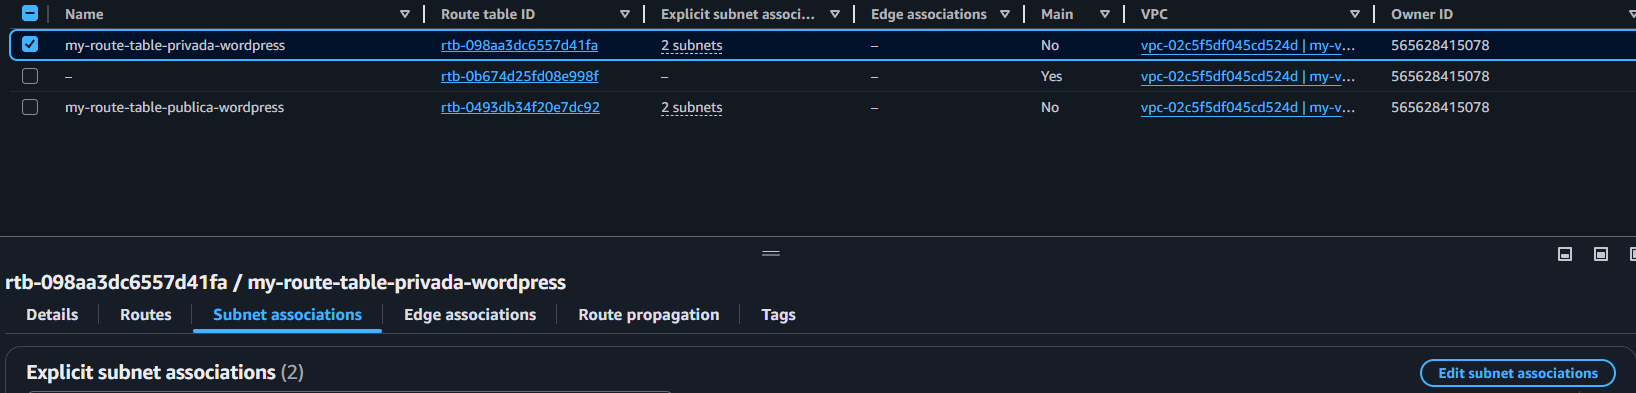 Name Route table ID Explicit subnet associ... Edge associations Main VPC Owner ID
my-route-table-privada-wordpress rtb-098aa3dc6557d41fa 2 subnets – No vpc-02c5f5df045cd524d | my-v... 565628415078
– rtb-0b674d25fd08e998f – – Yes vpc-02c5f5df045cd524d | my-v... 565628415078
my-route-table-publica-wordpress rtb-0493db34f20e7dc92 2 subnets – No vpc-02c5f5df045cd524d | my-v... 565628415078
rtb-098aa3dc6557d41fa / my-route-table-privada-wordpress
Details Routes Subnet associations Edge associations Route propagation Tags
Explicit subnet associations (2) Edit subnet associations